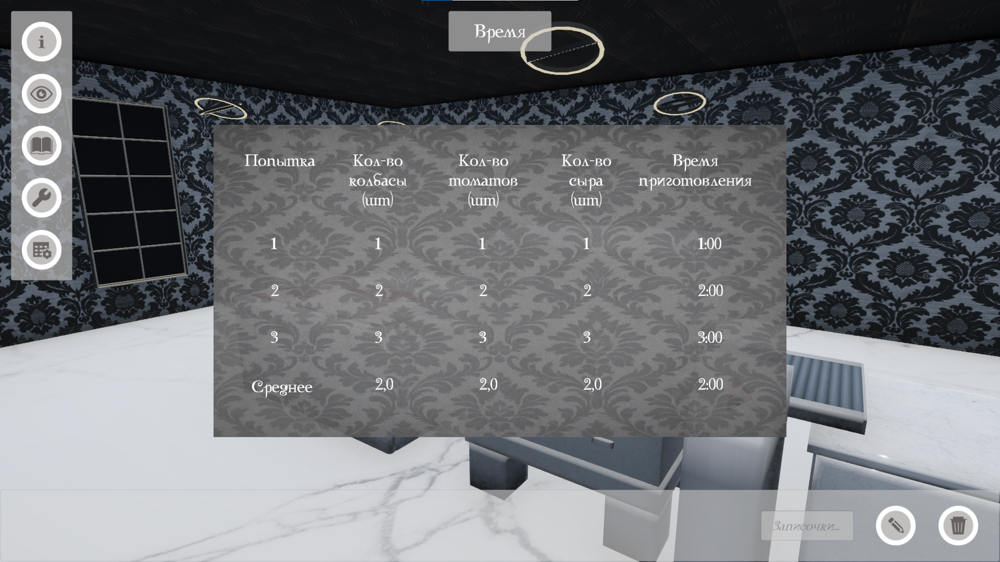 Время
Попытка Кол-во колбасы (шт) Кол-во томатов (шт) Кол-во сыра (шт) Время приготовления
1 1 1 1 1:00
2 2 2 2 2:00
3 3 3 3 3:00
Среднее 2,0 2,0 2,0 2:00
Записочки...